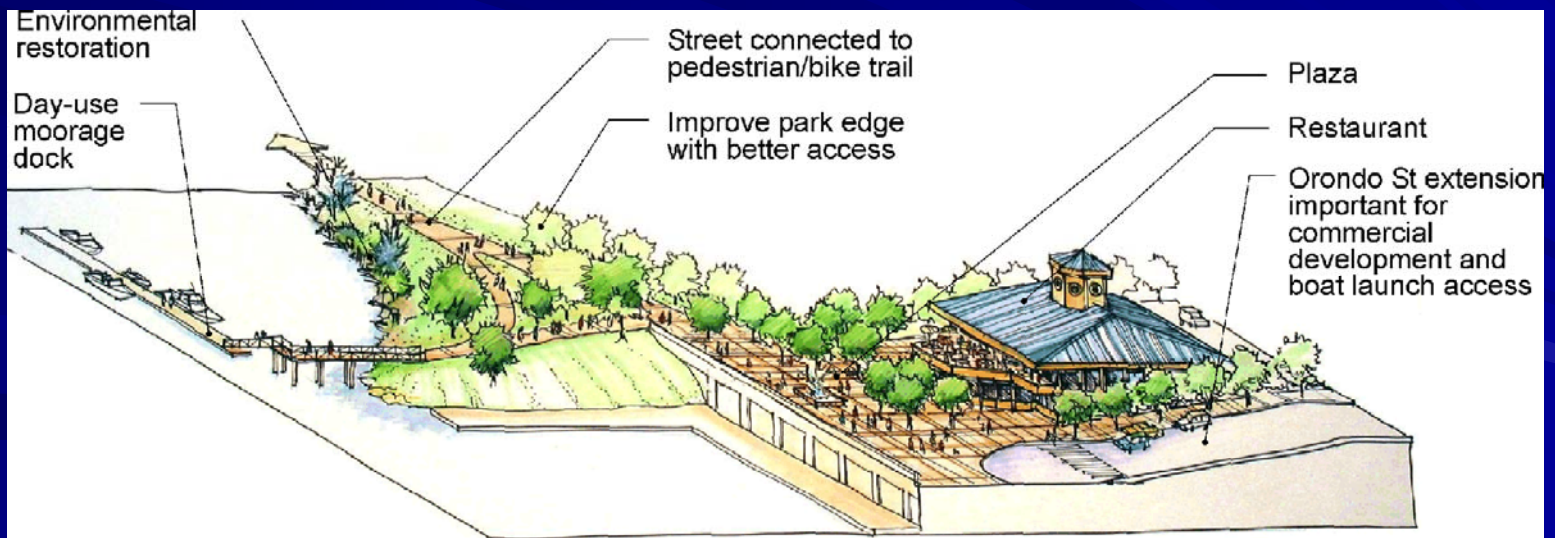 Environmental
restoration
Day-use
moorage
dock
Street connected to
pedestrian/bike trail
Improve park edge
with better access
Plaza
Restaurant
Orondo St extension
important for
commercial
development and
boat launch access